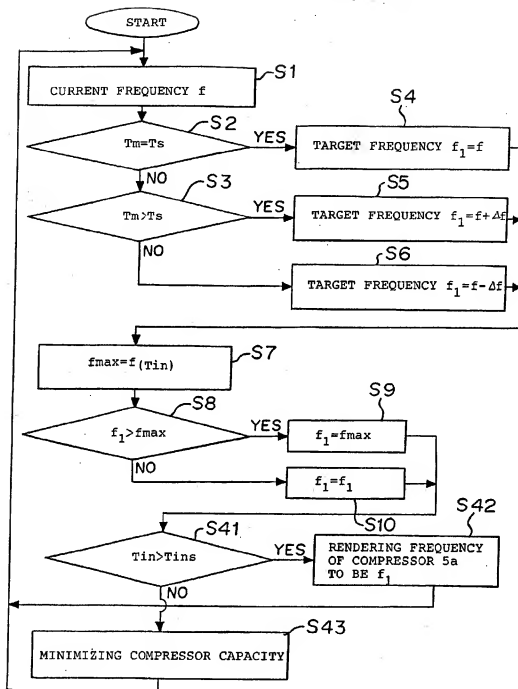 START
S1
CURRENT FREQUENCY f
S2
Tm=Ts
YES
S4
TARGET FREQUENCY f₁=f
NO
S3
Tm>Ts
YES
S5
TARGET FREQUENCY f₁=f+Δf
NO
S6
TARGET FREQUENCY f₁=f-Δf
fmax=f(Tin)
S7
S8
f₁>fmax
YES
S9
f₁=fmax
NO
f₁=f₁
S10
S41
Tin>Tins
YES
S42
RENDERING FREQUENCY
OF COMPRESSOR 5a
TO BE f₁
NO
S43
MINIMIZING COMPRESSOR CAPACITY